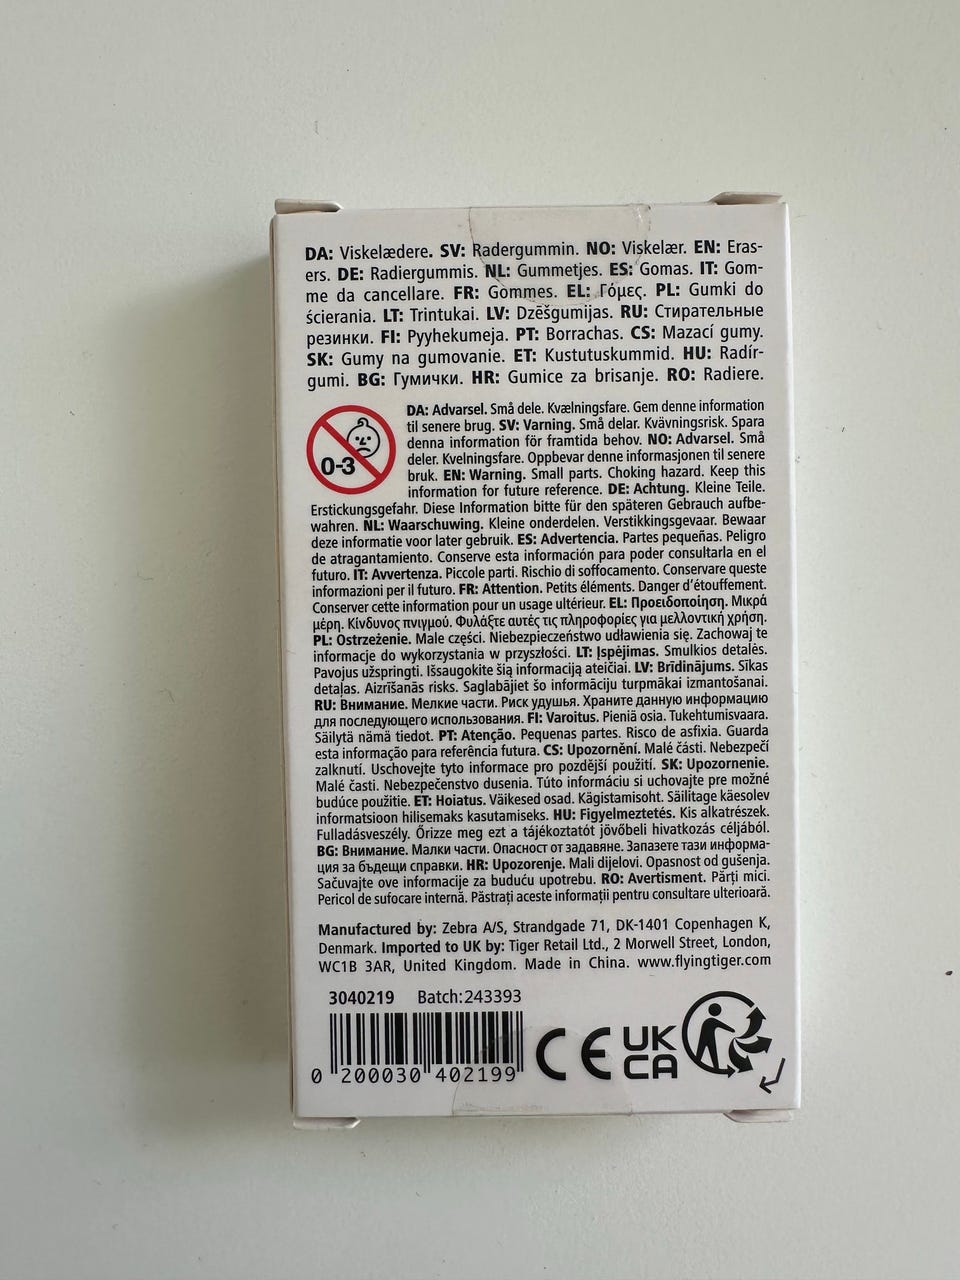 DA: Viskelædere. SV: Radergummin. NO: Viskelær. EN: Eras-
ers. DE: Radiergummis. NL: Gummetjes. ES: Gomas. IT: Gom-
me da cancellare. FR: Gommes. EL: Γόμες. PL: Gumki do
ścierania. LT: Trintukai. LV: Dzēšgumijas. RU: Стирательные
резинки. FI: Pyyhekumeja. PT: Borrachas. CS: Mazací gumy.
SK: Gumy na gumovanie. ET: Kustutuskummid. HU: Radír-
gumi. BG: Гумички. HR: Gumice za brisanje. RO: Radiere.
0-3
DA: Advarsel. Små dele. Kvælningsfare. Gem denne information
til senere brug. SV: Varning. Små delar. Kvävningsrisk. Spara
denna information för framtida behov. NO: Advarsel. Små
deler. Kvelningsfare. Oppbevar denne informasjonen til senere
bruk. EN: Warning. Small parts. Choking hazard. Keep this
information for future reference. DE: Achtung. Kleine Teile.
Erstickungsgefahr. Diese Information bitte für den späteren Gebrauch aufbe-
wahren. NL: Waarschuwing. Kleine onderdelen. Verstikkingsgevaar. Bewaar
deze informatie voor later gebruik. ES: Advertencia. Partes pequeñas. Peligro
de atragantamiento. Conserve esta información para poder consultarla en el
futuro. IT: Avvertenza. Piccole parti. Rischio di soffocamento. Conservare queste
informazioni per il futuro. FR: Attention. Petits éléments. Danger d'étouffement.
Conserver cette information pour un usage ultérieur. EL: Προειδοποίηση. Μικρά
μέρη. Κίνδυνος πνιγμού. Φυλάξτε αυτές τις πληροφορίες για μελλοντική χρήση.
PL: Ostrzeżenie. Małe części. Niebezpieczeństwo udławienia się. Zachowaj te
informacje do wykorzystania w przyszłości. LT: Įspėjimas. Smulkios detalės.
Pavojus užspringti. Išsaugokite šią informaciją ateičiai. LV: Brīdinājums. Sīkas
detaļas. Aizrīšanās risks. Saglabājiet šo informāciju turpmākai izmantošanai.
RU: Внимание. Мелкие части. Риск удушья. Храните данную информацию
для последующего использования. FI: Varoitus. Pieniä osia. Tukehtumisvaara.
Säilytä nämä tiedot. PT: Atenção. Pequenas partes. Risco de asfixia. Guarda
esta informação para referência futura. CS: Upozornění. Malé části. Nebezpečí
zalknutí. Uschovejte tyto informace pro pozdější použití. SK: Upozornenie.
Malé časti. Nebezpečenstvo dusenia. Túto informáciu si uchovajte pre možné
budúce použitie. ET: Hoiatus. Väikesed osad. Kägistamisoht. Säilitage käesolev
informatsioon hilisemaks kasutamiseks. HU: Figyelmeztetés. Kis alkatrészek.
Fulladásveszély. Őrizze meg ezt a tájékoztatót jövőbeli hivatkozás céljából.
BG: Внимание. Малки части. Опасност от задавяне. Запазете тази информа-
ция за бъдещи справки. HR: Upozorenje. Mali dijelovi. Opasnost od gušenja.
Sačuvajte ove informacije za buduću upotrebu. RO: Avertisment. Părți mici.
Pericol de sufocare internă. Păstrați aceste informații pentru consultare ulterioară.
Manufactured by: Zebra A/S, Strandgade 71, DK-1401 Copenhagen K,
Denmark. Imported to UK by: Tiger Retail Ltd., 2 Morwell Street, London,
WC1B 3AR, United Kingdom. Made in China. www.flyingtiger.com
3040219 Batch:243393
0 200030 402199
CE UK CA